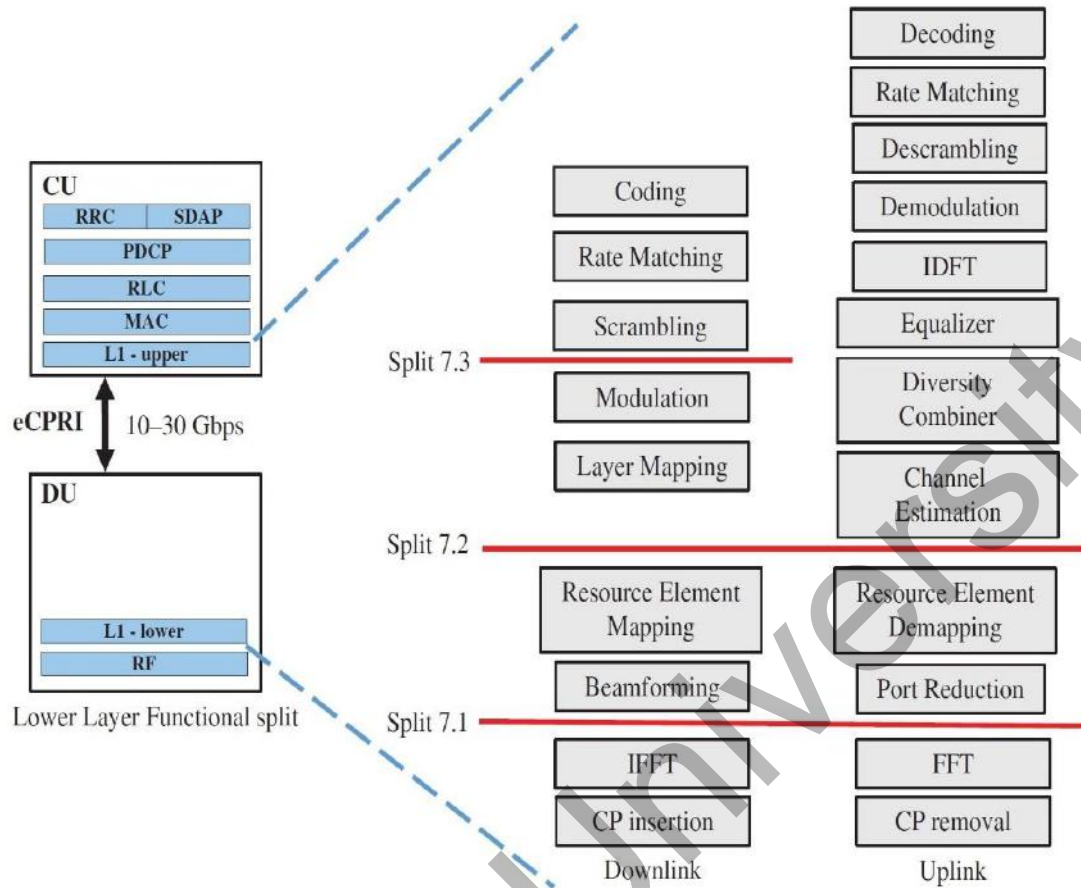 CU
RRC SDAP
PDCP
RLC
MAC
L1 - upper
eCPRI 10–30 Gbps
DU
L1 - lower
RF
Lower Layer Functional split
Coding
Rate Matching
Scrambling
Split 7.3
Modulation
Layer Mapping
Split 7.2
Resource Element
Mapping
Beamforming
Split 7.1
IFFT
CP insertion
Downlink
Decoding
Rate Matching
Descrambling
Demodulation
IDFT
Equalizer
Diversity
Combiner
Channel
Estimation
Resource Element
Demapping
Port Reduction
FFT
CP removal
Uplink
University